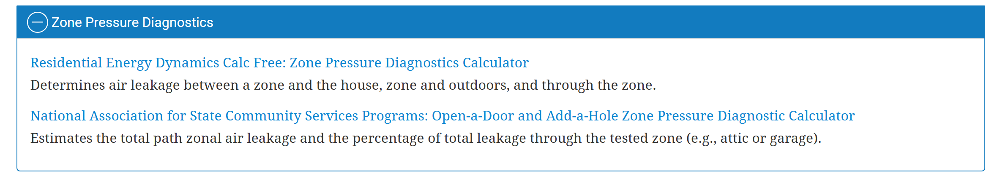 Zone Pressure Diagnostics
Residential Energy Dynamics Calc Free: Zone Pressure Diagnostics Calculator
Determines air leakage between a zone and the house, zone and outdoors, and through the zone.
National Association for State Community Services Programs: Open-a-Door and Add-a-Hole Zone Pressure Diagnostic Calculator
Estimates the total path zonal air leakage and the percentage of total leakage through the tested zone (e.g., attic or garage).